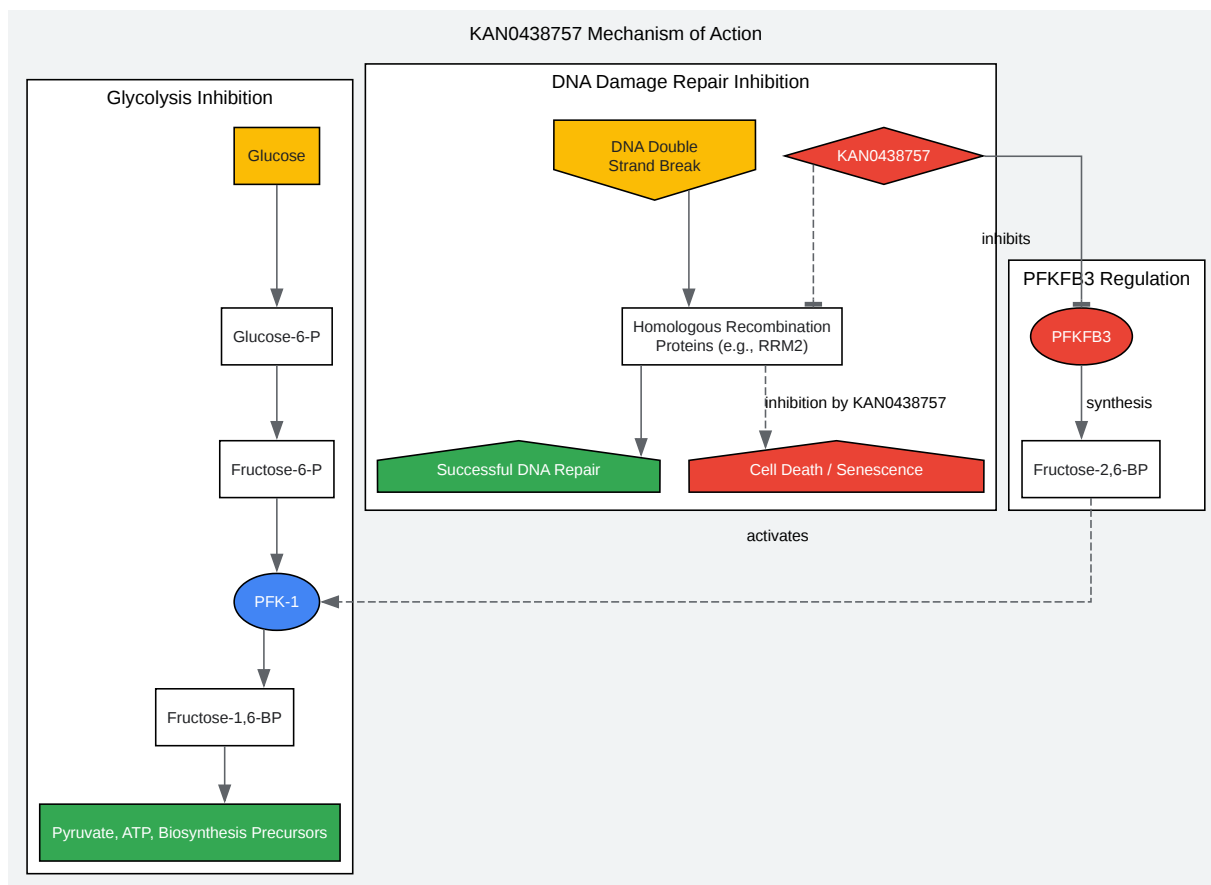 KAN0438757 Mechanism of Action
Glycolysis Inhibition
Glucose
Glucose-6-P
Fructose-6-P
PFK-1
Fructose-1,6-BP
Pyruvate, ATP, Biosynthesis Precursors
DNA Damage Repair Inhibition
DNA Double
Strand Break
KAN0438757
Homologous Recombination
Proteins (e.g., RRM2)
inhibition by KAN0438757
Successful DNA Repair
Cell Death / Senescence
inhibits
PFKFB3 Regulation
PFKFB3
synthesis
Fructose-2,6-BP
activates